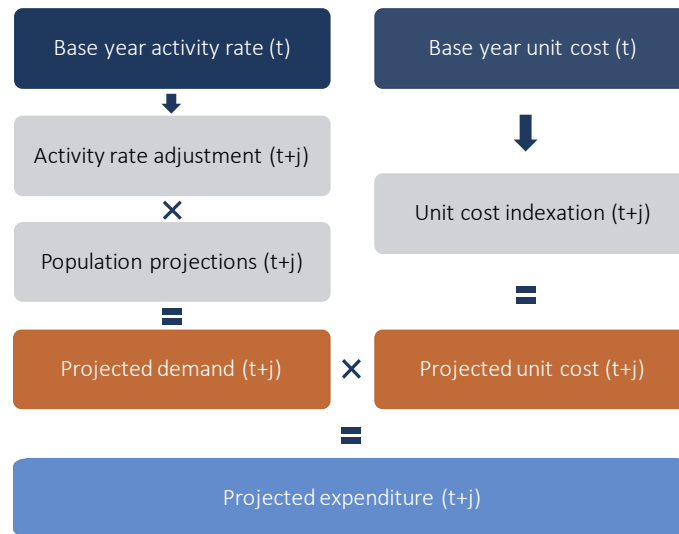 Base year activity rate (t)
Base year unit cost (t)
Activity rate adjustment (t+j)
×
Unit cost indexation (t+j)
Population projections (t+j)
=
=
Projected demand (t+j)
×
Projected unit cost (t+j)
=
Projected expenditure (t+j)